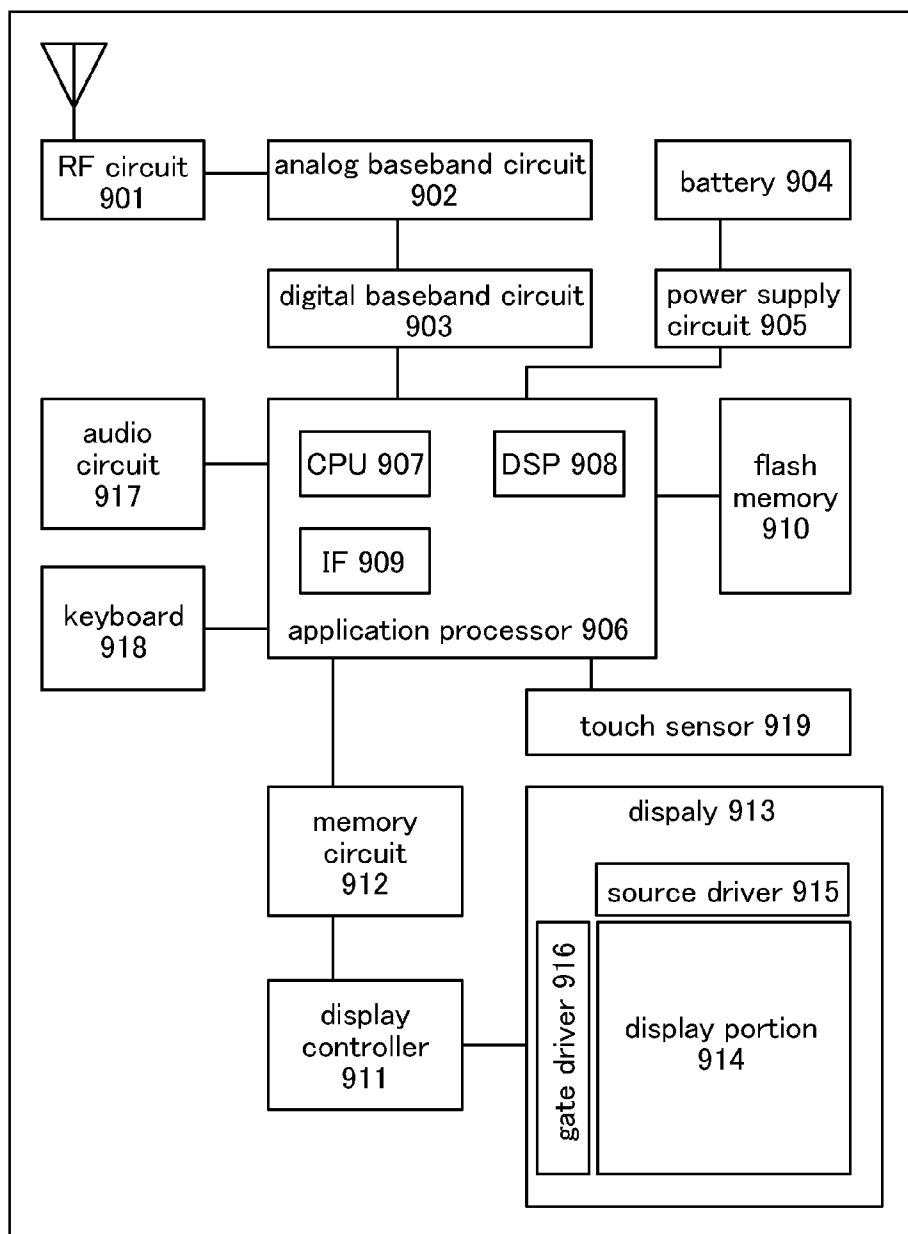 RF circuit
901
analog baseband circuit
902
battery 904
digital baseband circuit
903
power supply
circuit 905
audio
circuit
917
CPU 907
DSP 908
flash
memory
910
IF 909
keyboard
918
application processor 906
touch sensor 919
memory
circuit
912
dispaly 913
source driver 915
gate driver 916
display portion
914
display
controller
911